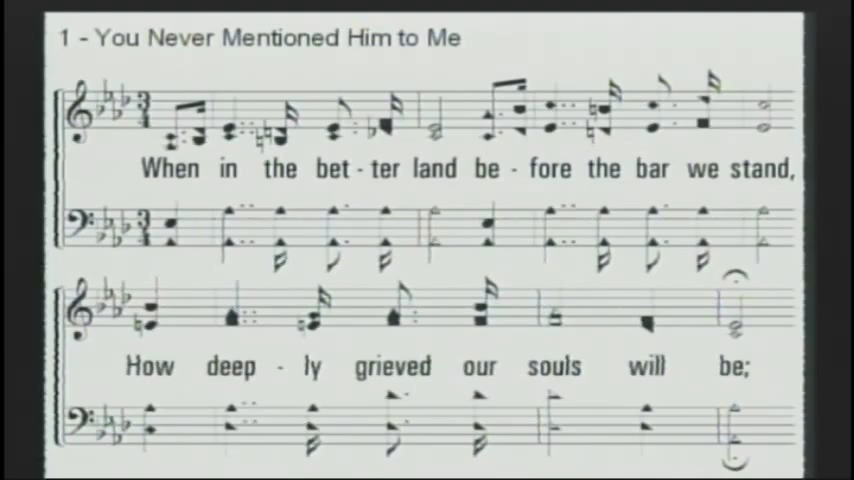 1 - You Never Mentioned Him to Me
When in the bet - ter land be - fore the bar we stand,
How deep - ly grieved our souls will be;